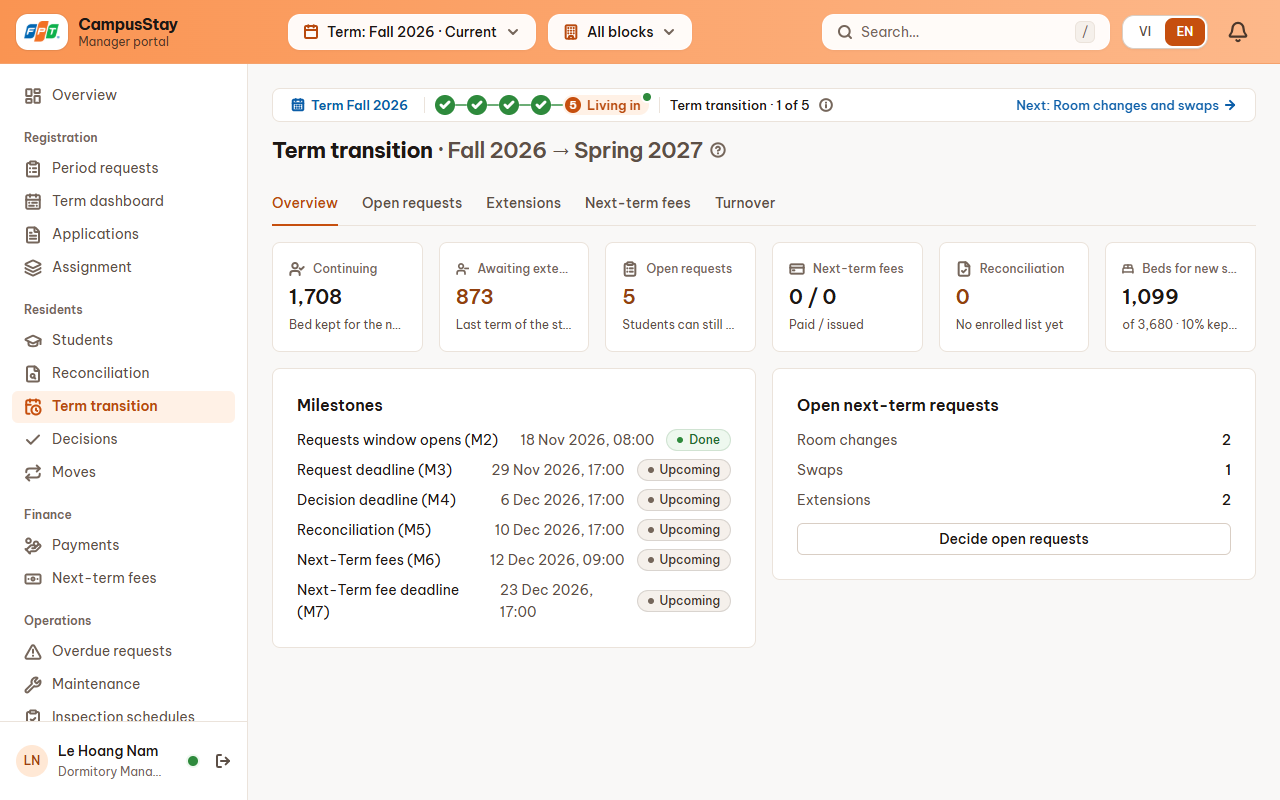 FPT
CampusStay
Manager portal
Term: Fall 2026 · Current
All blocks
Search...
/
VI
EN
Overview
Registration
Period requests
Term dashboard
Applications
Assignment
Residents
Students
Reconciliation
Term transition
Decisions
Moves
Finance
Payments
Next-term fees
Operations
Overdue requests
Maintenance
Inspection schedules
LN
Le Hoang Nam
Dormitory Mana...
Term Fall 2026
5 Living in
Term transition · 1 of 5
Next: Room changes and swaps →
Term transition · Fall 2026 → Spring 2027
Overview
Open requests
Extensions
Next-term fees
Turnover
Continuing
1,708
Bed kept for the n...
Awaiting exte...
873
Last term of the st...
Open requests
5
Students can still ...
Next-term fees
0 / 0
Paid / issued
Reconciliation
0
No enrolled list yet
Beds for new s...
1,099
of 3,680 · 10% kep...
Milestones
Requests window opens (M2) 18 Nov 2026, 08:00 Done
Request deadline (M3) 29 Nov 2026, 17:00 Upcoming
Decision deadline (M4) 6 Dec 2026, 17:00 Upcoming
Reconciliation (M5) 10 Dec 2026, 17:00 Upcoming
Next-Term fees (M6) 12 Dec 2026, 09:00 Upcoming
Next-Term fee deadline (M7) 23 Dec 2026, 17:00 Upcoming
Open next-term requests
Room changes 2
Swaps 1
Extensions 2
Decide open requests